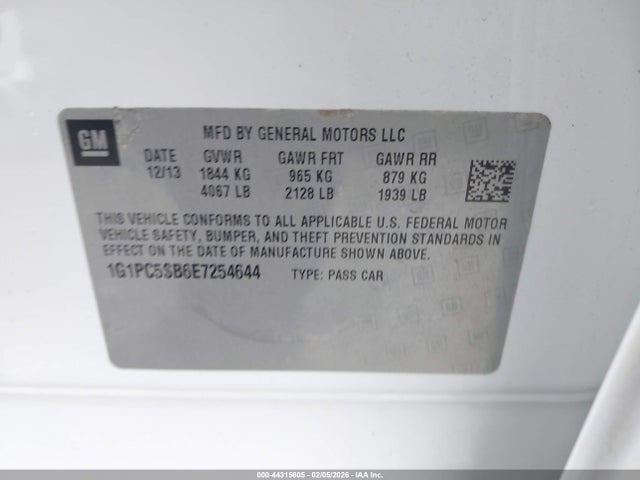 GM
MFD BY GENERAL MOTORS LLC
DATE GVWR GAWR FRT GAWR RR
12/13 1844 KG 965 KG 879 KG
4067 LB 2128 LB 1939 LB
THIS VEHICLE CONFORMS TO ALL APPLICABLE U.S. FEDERAL MOTOR
VEHICLE SAFETY, BUMPER, AND THEFT PREVENTION STANDARDS IN EFFECT
ON THE DATE OF MANUFACTURE SHOWN ABOVE.
1G1PC5SB6E7254644 TYPE: PASS CAR
000-44315605 - 02/05/2026 - Copyright IAA, Inc.